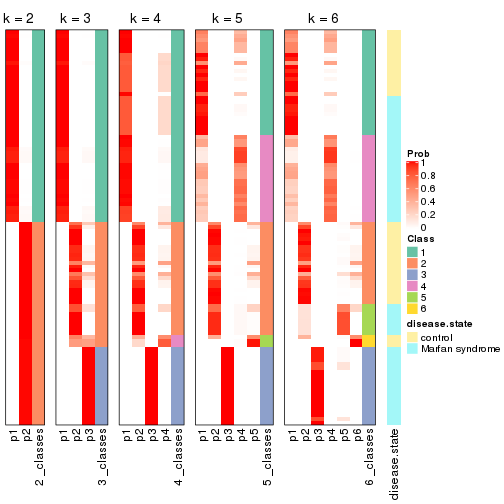 k = 2
k = 3
k = 4
k = 5
k = 6
Prob
1
0.8
0.6
0.4
0.2
0
Class
1
2
3
4
5
6
disease.state
control
Marfan syndrome
p1
p2
2_classes
p1
p2
p3
3_classes
p1
p2
p3
p4
4_classes
p1
p2
p3
p4
p5
5_classes
p1
p2
p3
p4
p5
p6
6_classes
disease.state